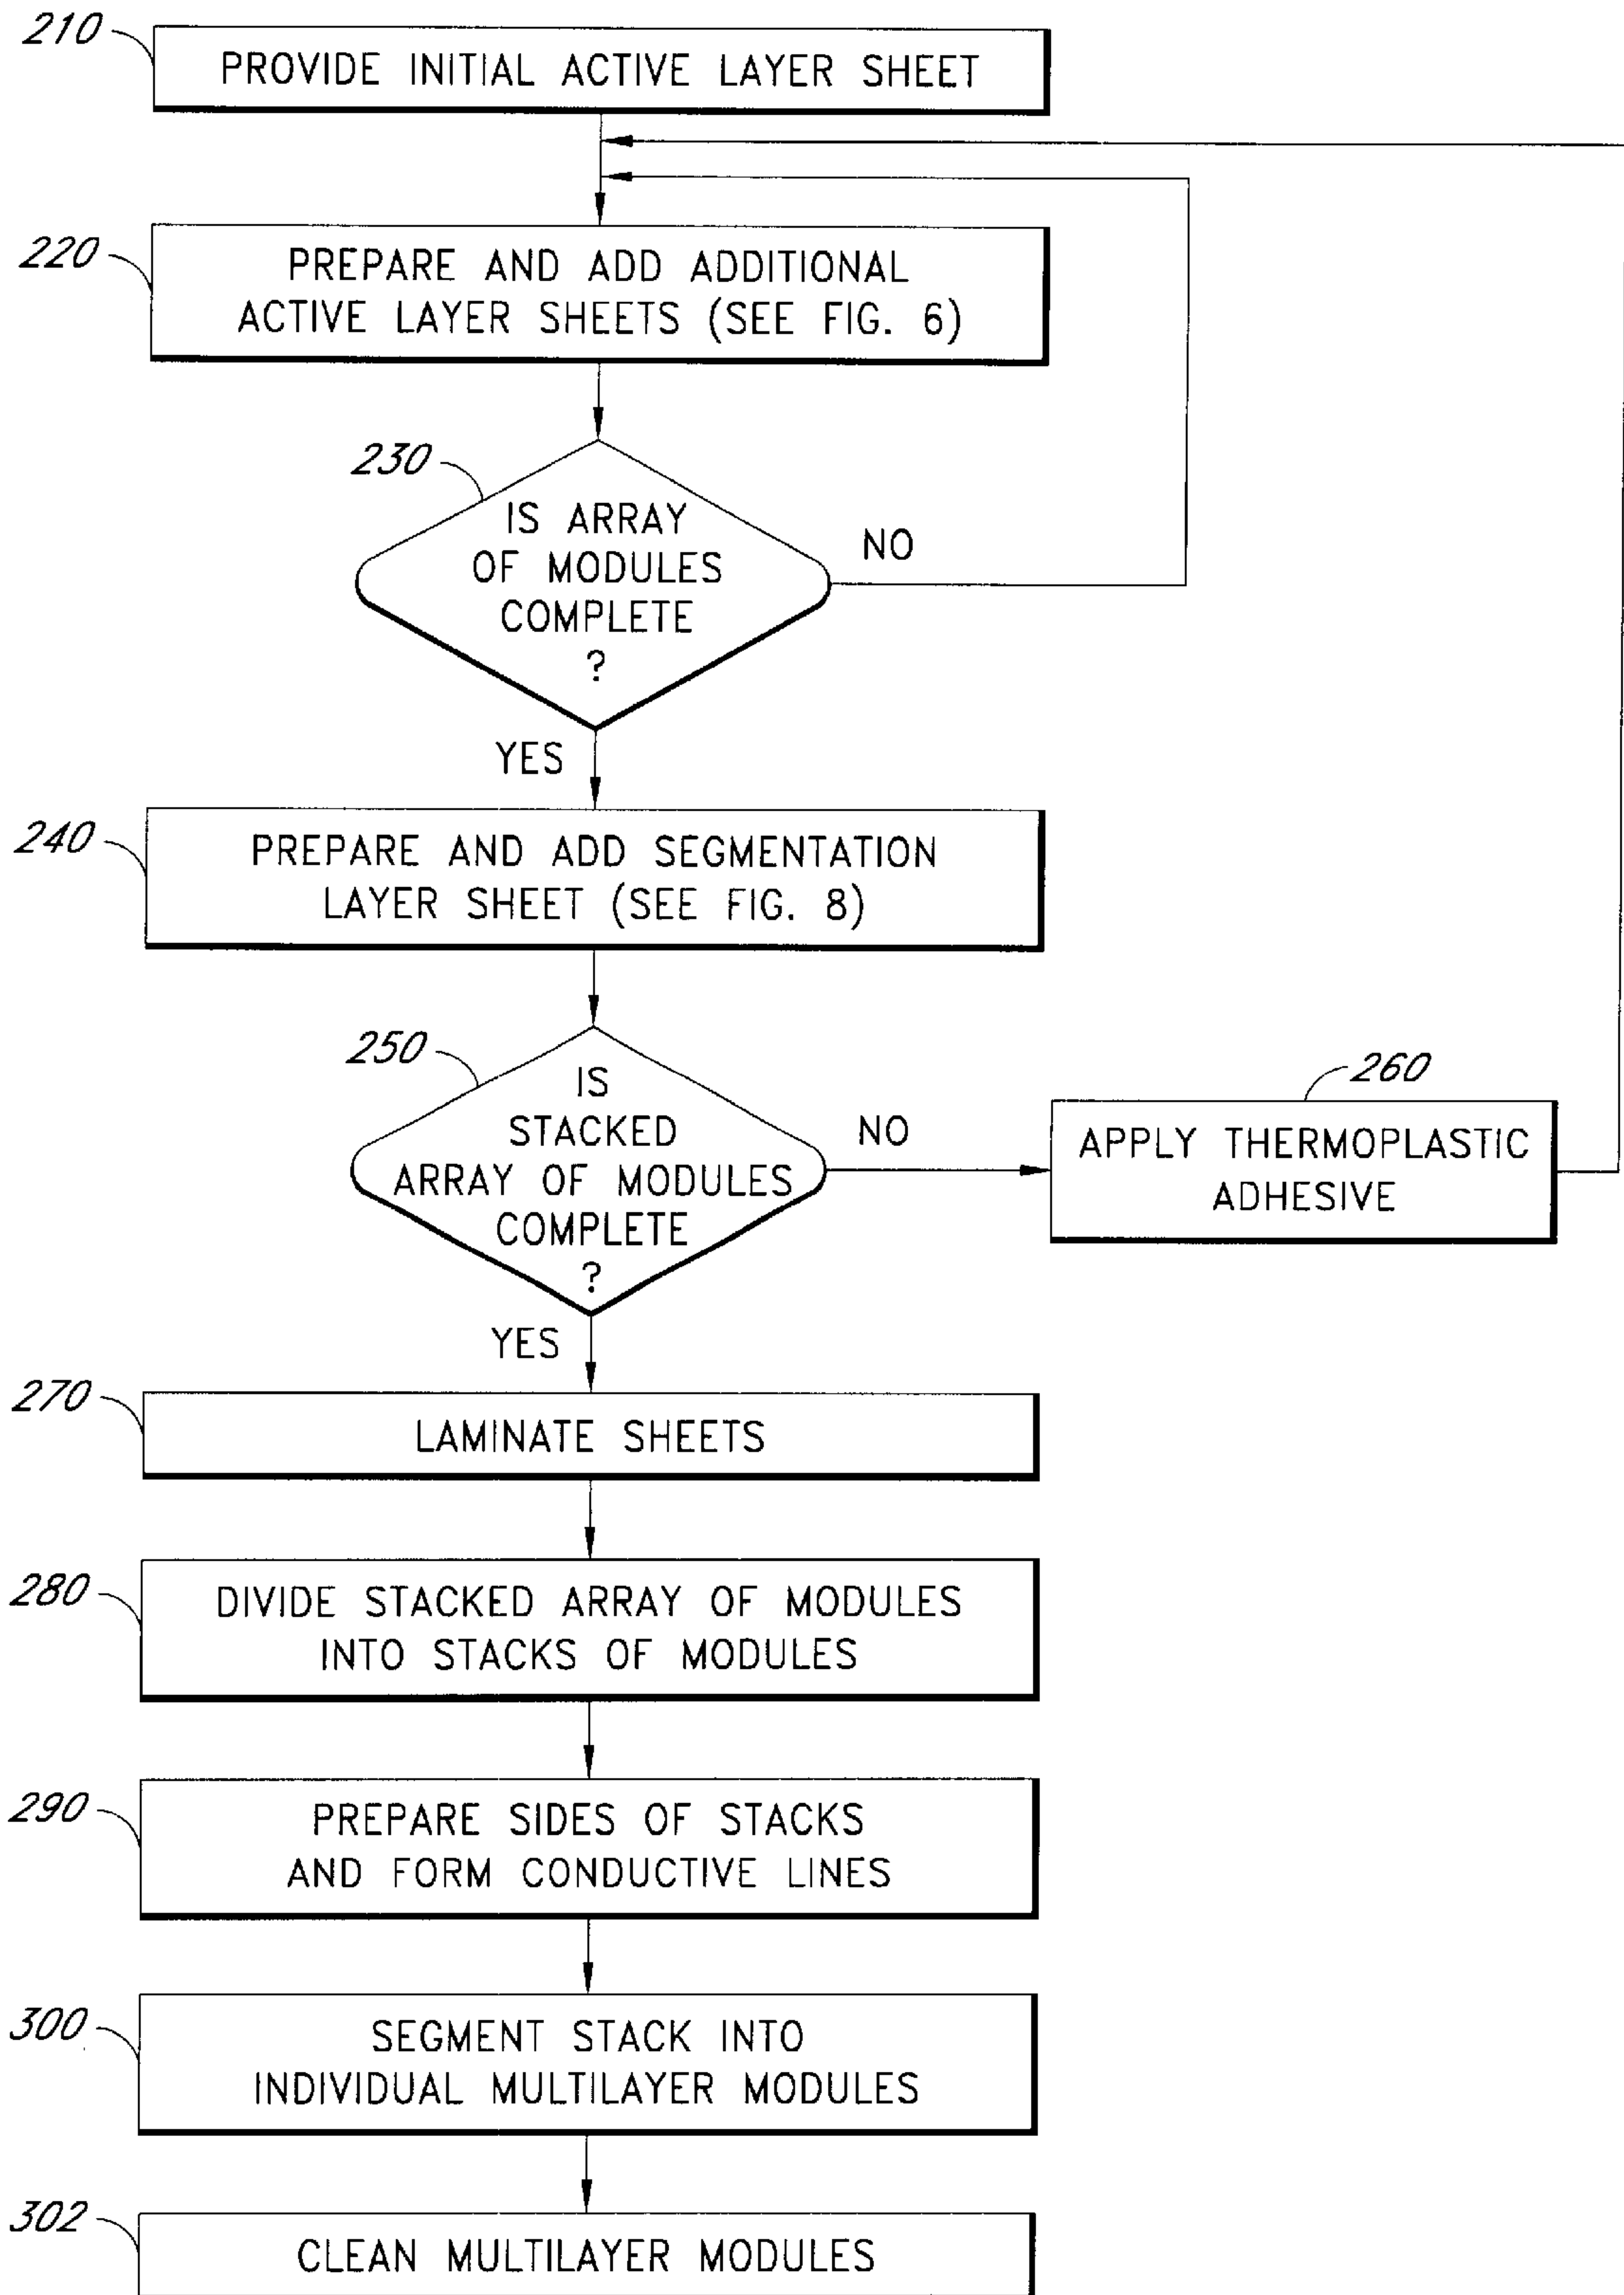 210
PROVIDE INITIAL ACTIVE LAYER SHEET
220
PREPARE AND ADD ADDITIONAL
ACTIVE LAYER SHEETS (SEE FIG. 6)
230
IS ARRAY
OF MODULES
COMPLETE
?
NO
YES
240
PREPARE AND ADD SEGMENTATION
LAYER SHEET (SEE FIG. 8)
250
IS
STACKED
ARRAY OF MODULES
COMPLETE
?
NO
260
APPLY THERMOPLASTIC
ADHESIVE
YES
270
LAMINATE SHEETS
280
DIVIDE STACKED ARRAY OF MODULES
INTO STACKS OF MODULES
290
PREPARE SIDES OF STACKS
AND FORM CONDUCTIVE LINES
300
SEGMENT STACK INTO
INDIVIDUAL MULTILAYER MODULES
302
CLEAN MULTILAYER MODULES